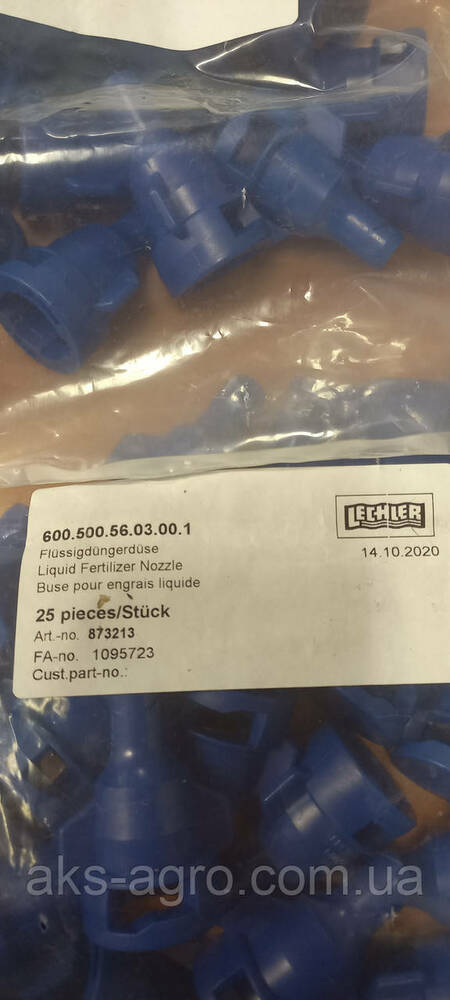 600.500.56.03.00.1
Flüssigdüngerdüse
Liquid Fertilizer Nozzle
Buse pour engrais liquide
LECHLER
14.10.2020
25 pieces/Stück
Art.-no. 873213
FA-no. 1095723
Cust.part-no.:
aks-agro.com.ua